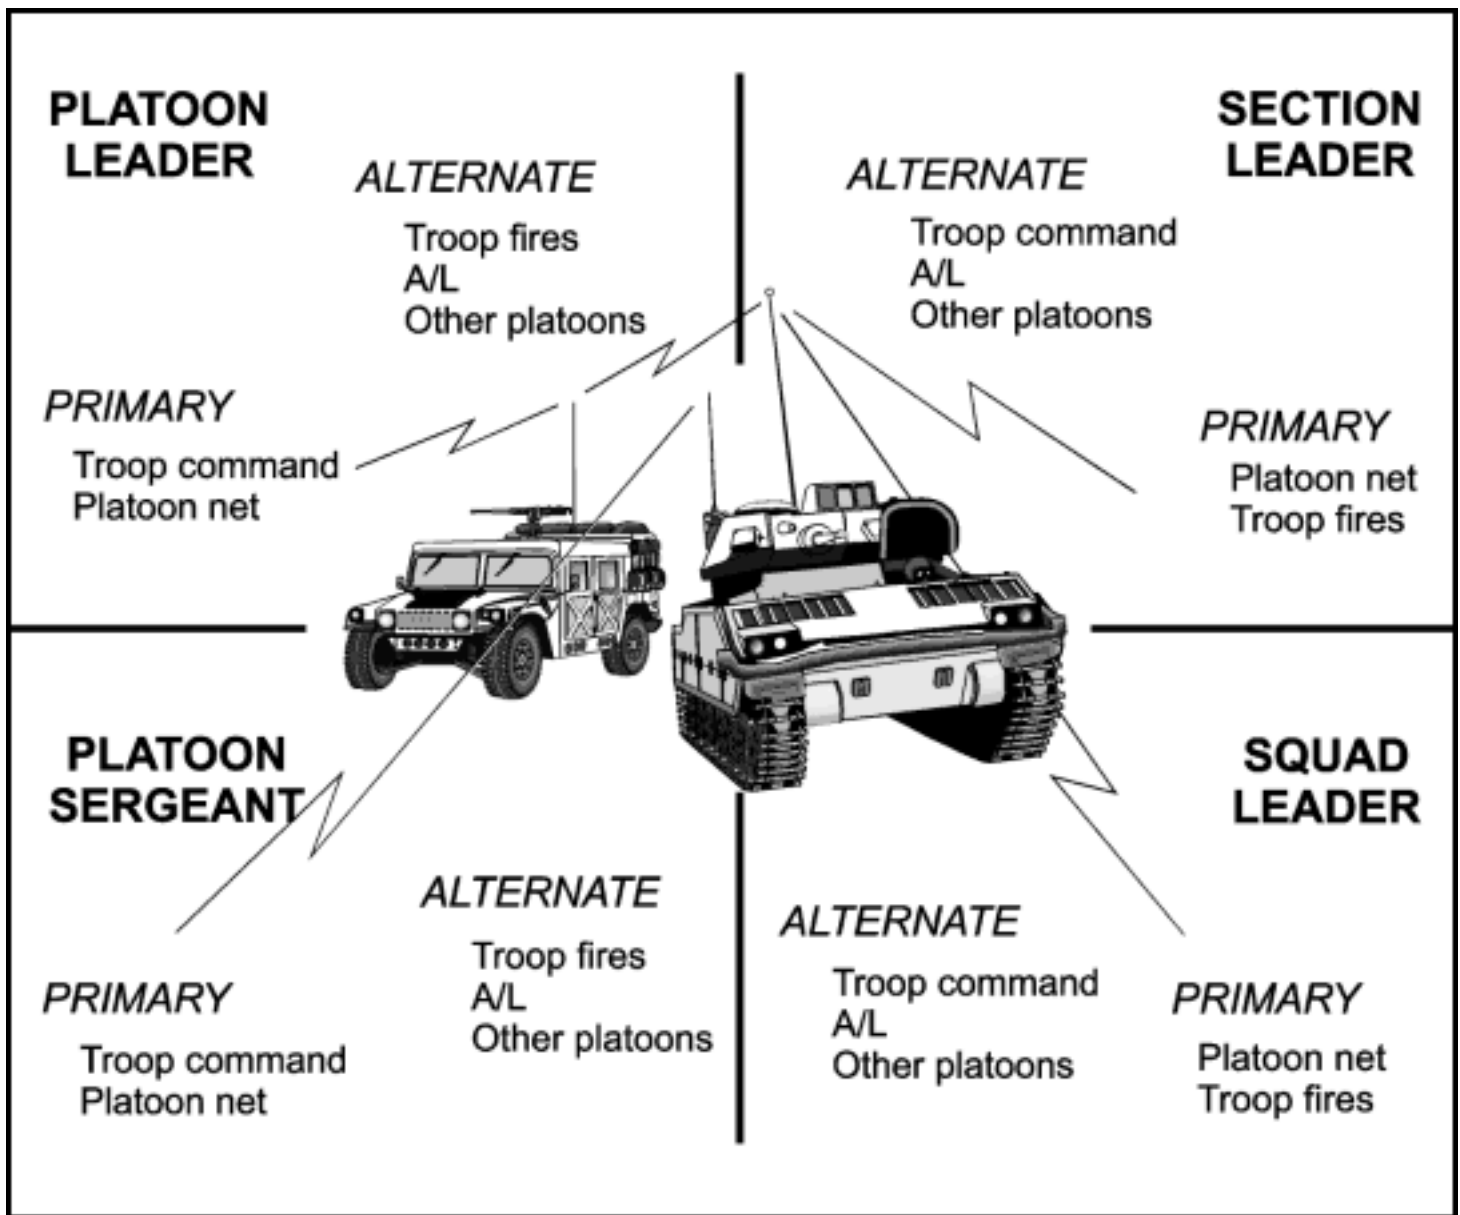 PLATOON
LEADER
ALTERNATE
Troop fires
A/L
Other platoons
PRIMARY
Troop command
Platoon net
SECTION
LEADER
ALTERNATE
Troop command
A/L
Other platoons
PRIMARY
Platoon net
Troop fires
PLATOON
SERGEANT
ALTERNATE
Troop fires
A/L
Other platoons
PRIMARY
Troop command
Platoon net
SQUAD
LEADER
ALTERNATE
Troop command
A/L
Other platoons
PRIMARY
Platoon net
Troop fires